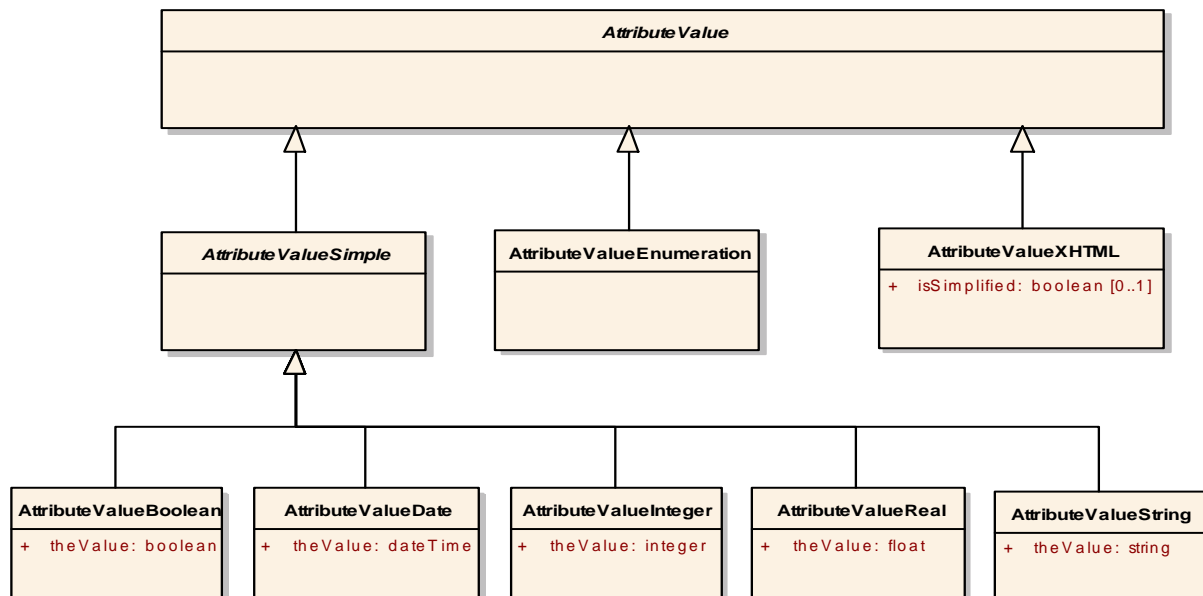 AttributeValue
AttributeValueSimple
AttributeValueEnumeration
AttributeValueXHTML
+ isSimplified: boolean [0..1]
AttributeValueBoolean
+ theValue: boolean
AttributeValueDate
+ theValue: dateTime
AttributeValueInteger
+ theValue: integer
AttributeValueReal
+ theValue: float
AttributeValueString
+ theValue: string